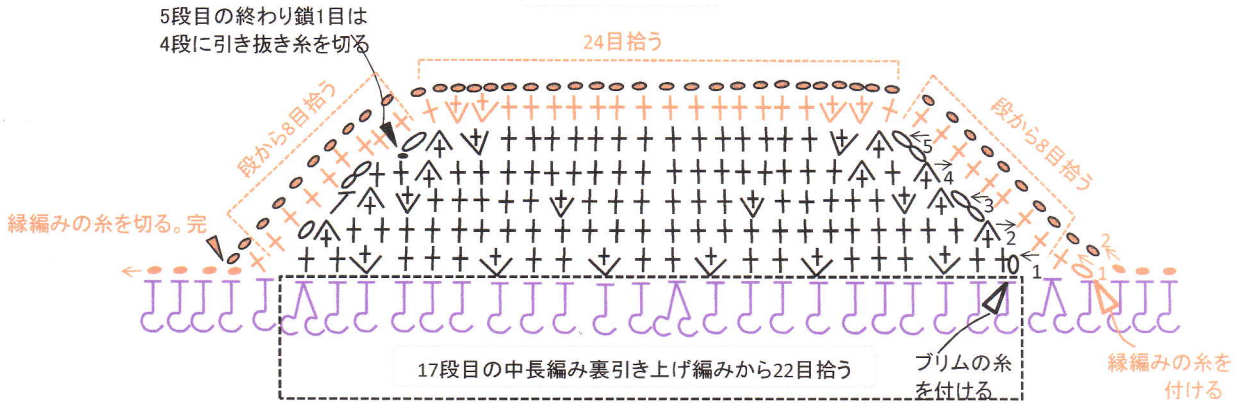 5段目の終わり鎖1目は
4段に引き抜き糸を切る
24目拾う
段から8目拾う
段から8目拾う
5
4
3
2
1
2
1
縁編みの糸を切る。完
17段目の中長編み裏引き上げ編みから22目拾う
ブリムの糸
を付ける
縁編みの糸を
付ける